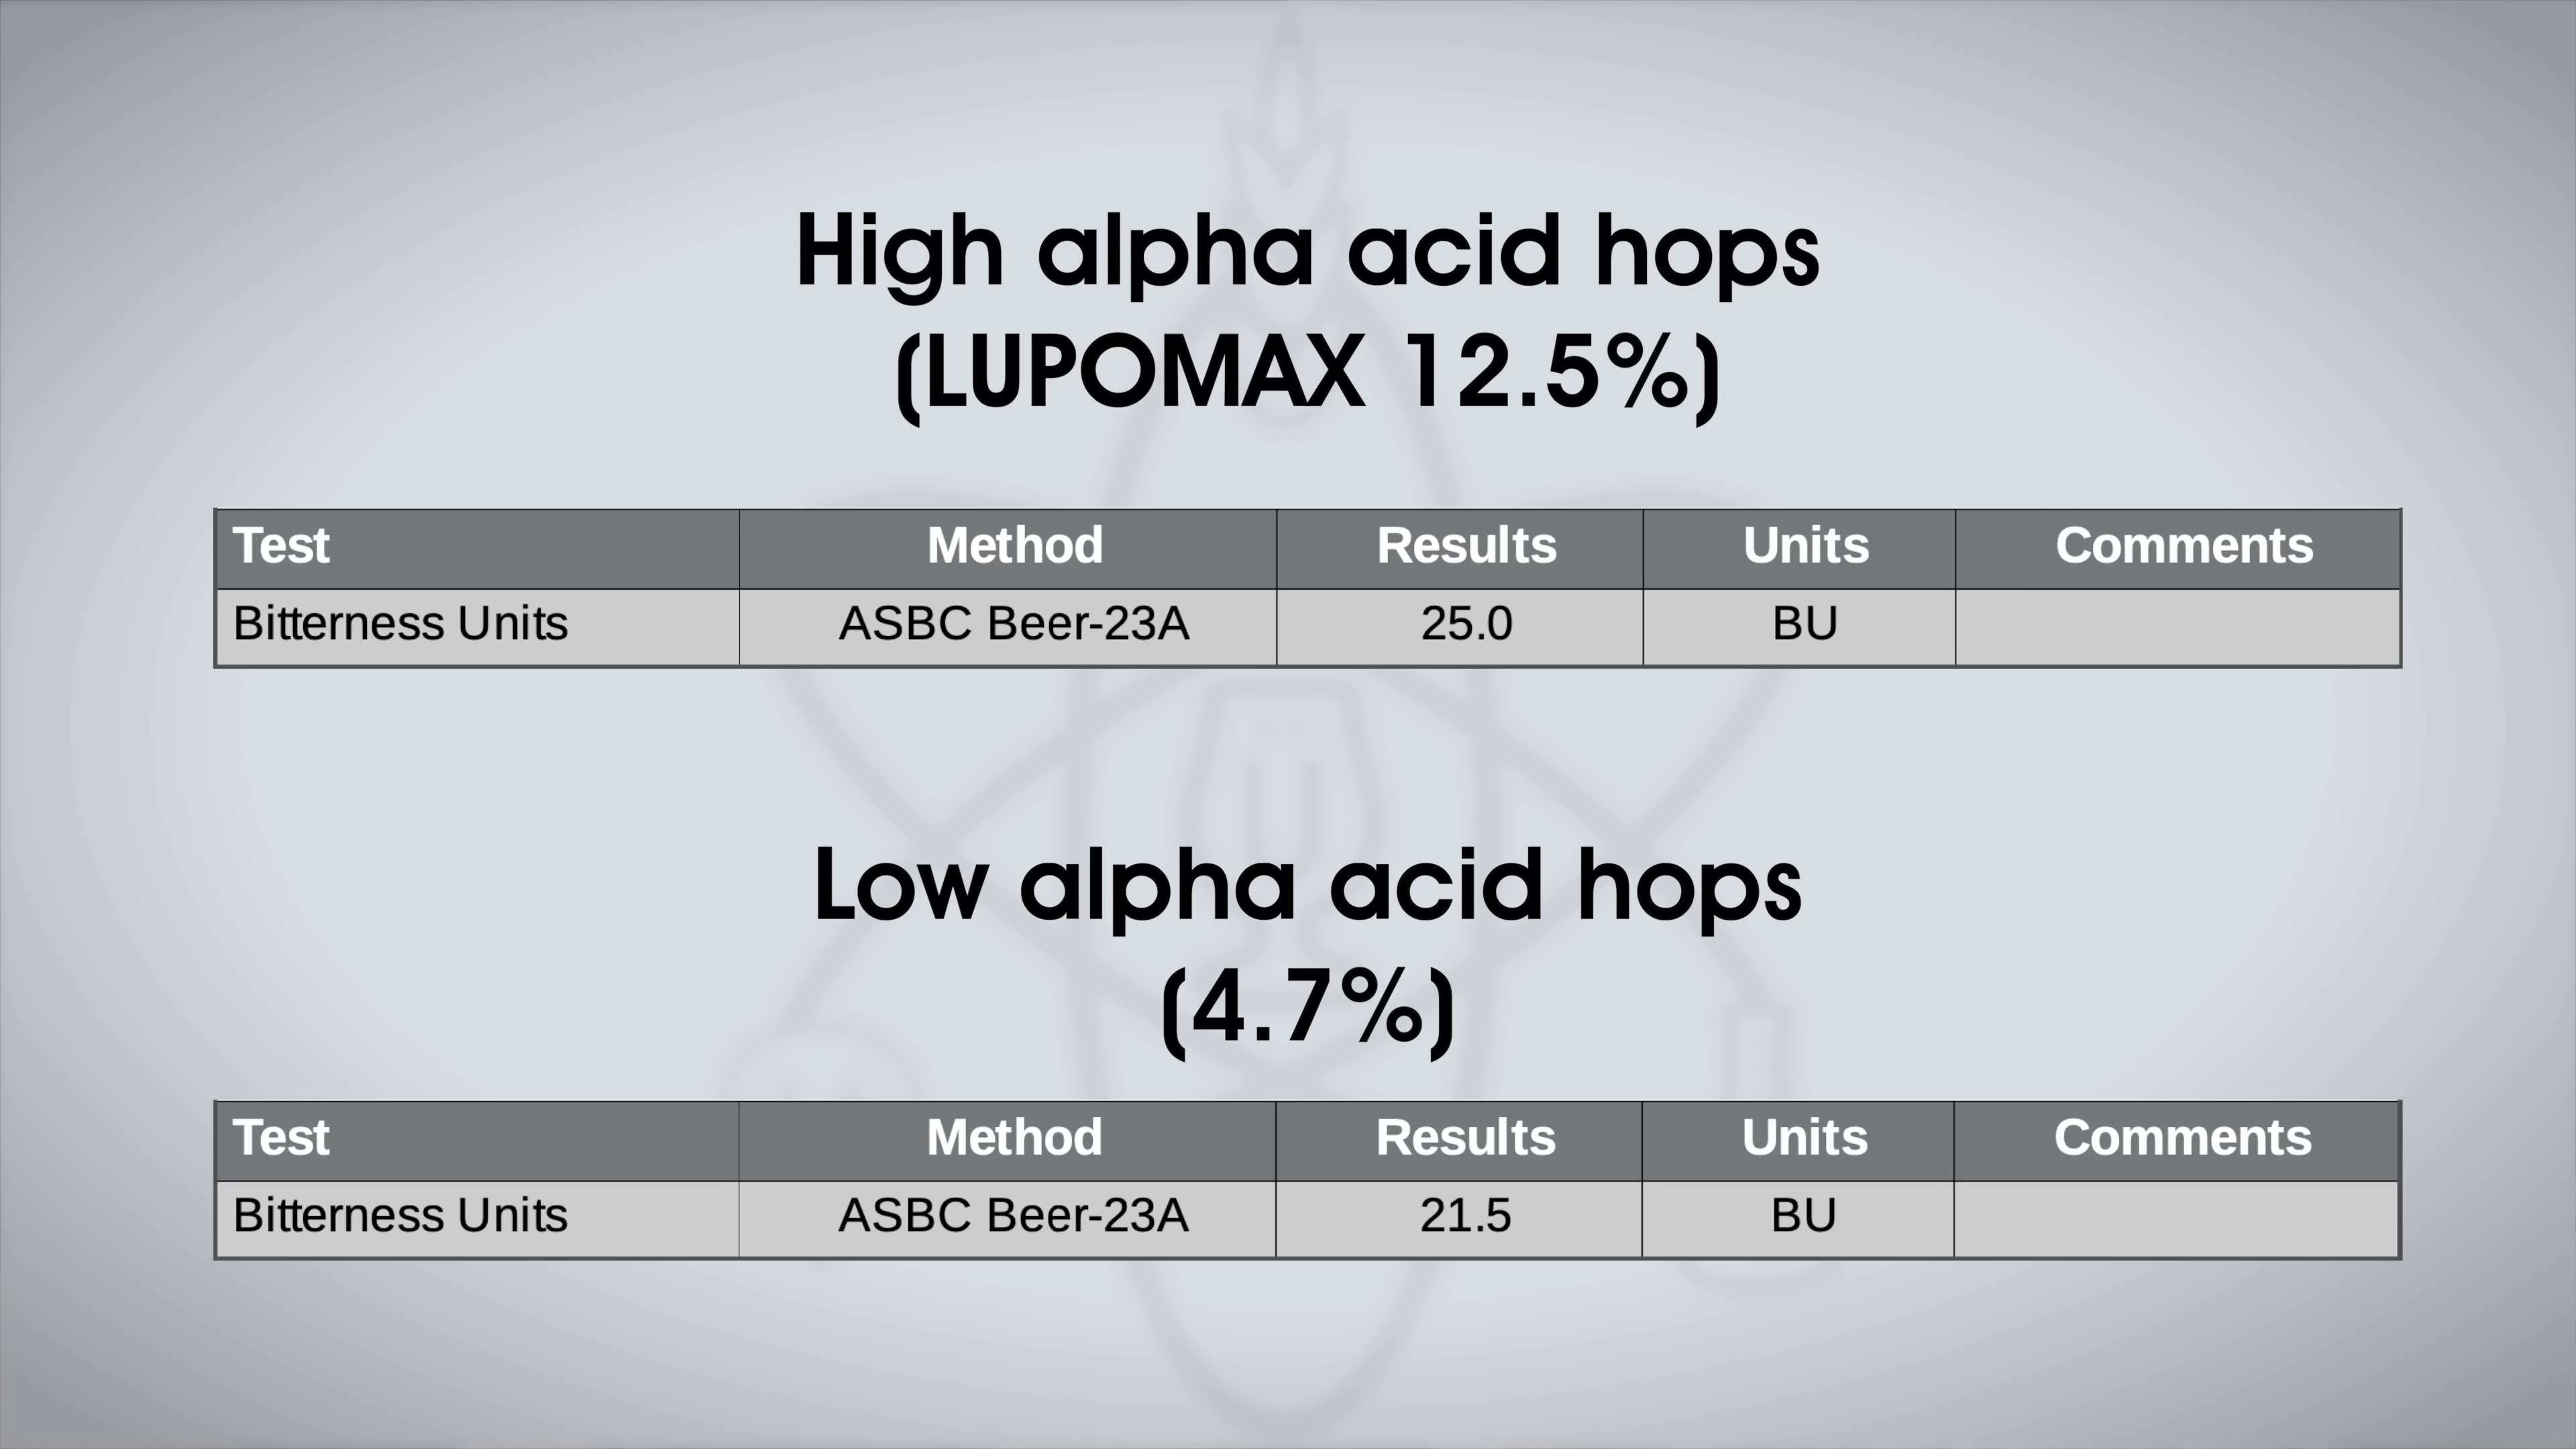 High alpha acid hops
(LUPOMAX 12.5%)
Test Method Results Units Comments
Bitterness Units ASBC Beer-23A 25.0 BU
Low alpha acid hops
(4.7%)
Test Method Results Units Comments
Bitterness Units ASBC Beer-23A 21.5 BU